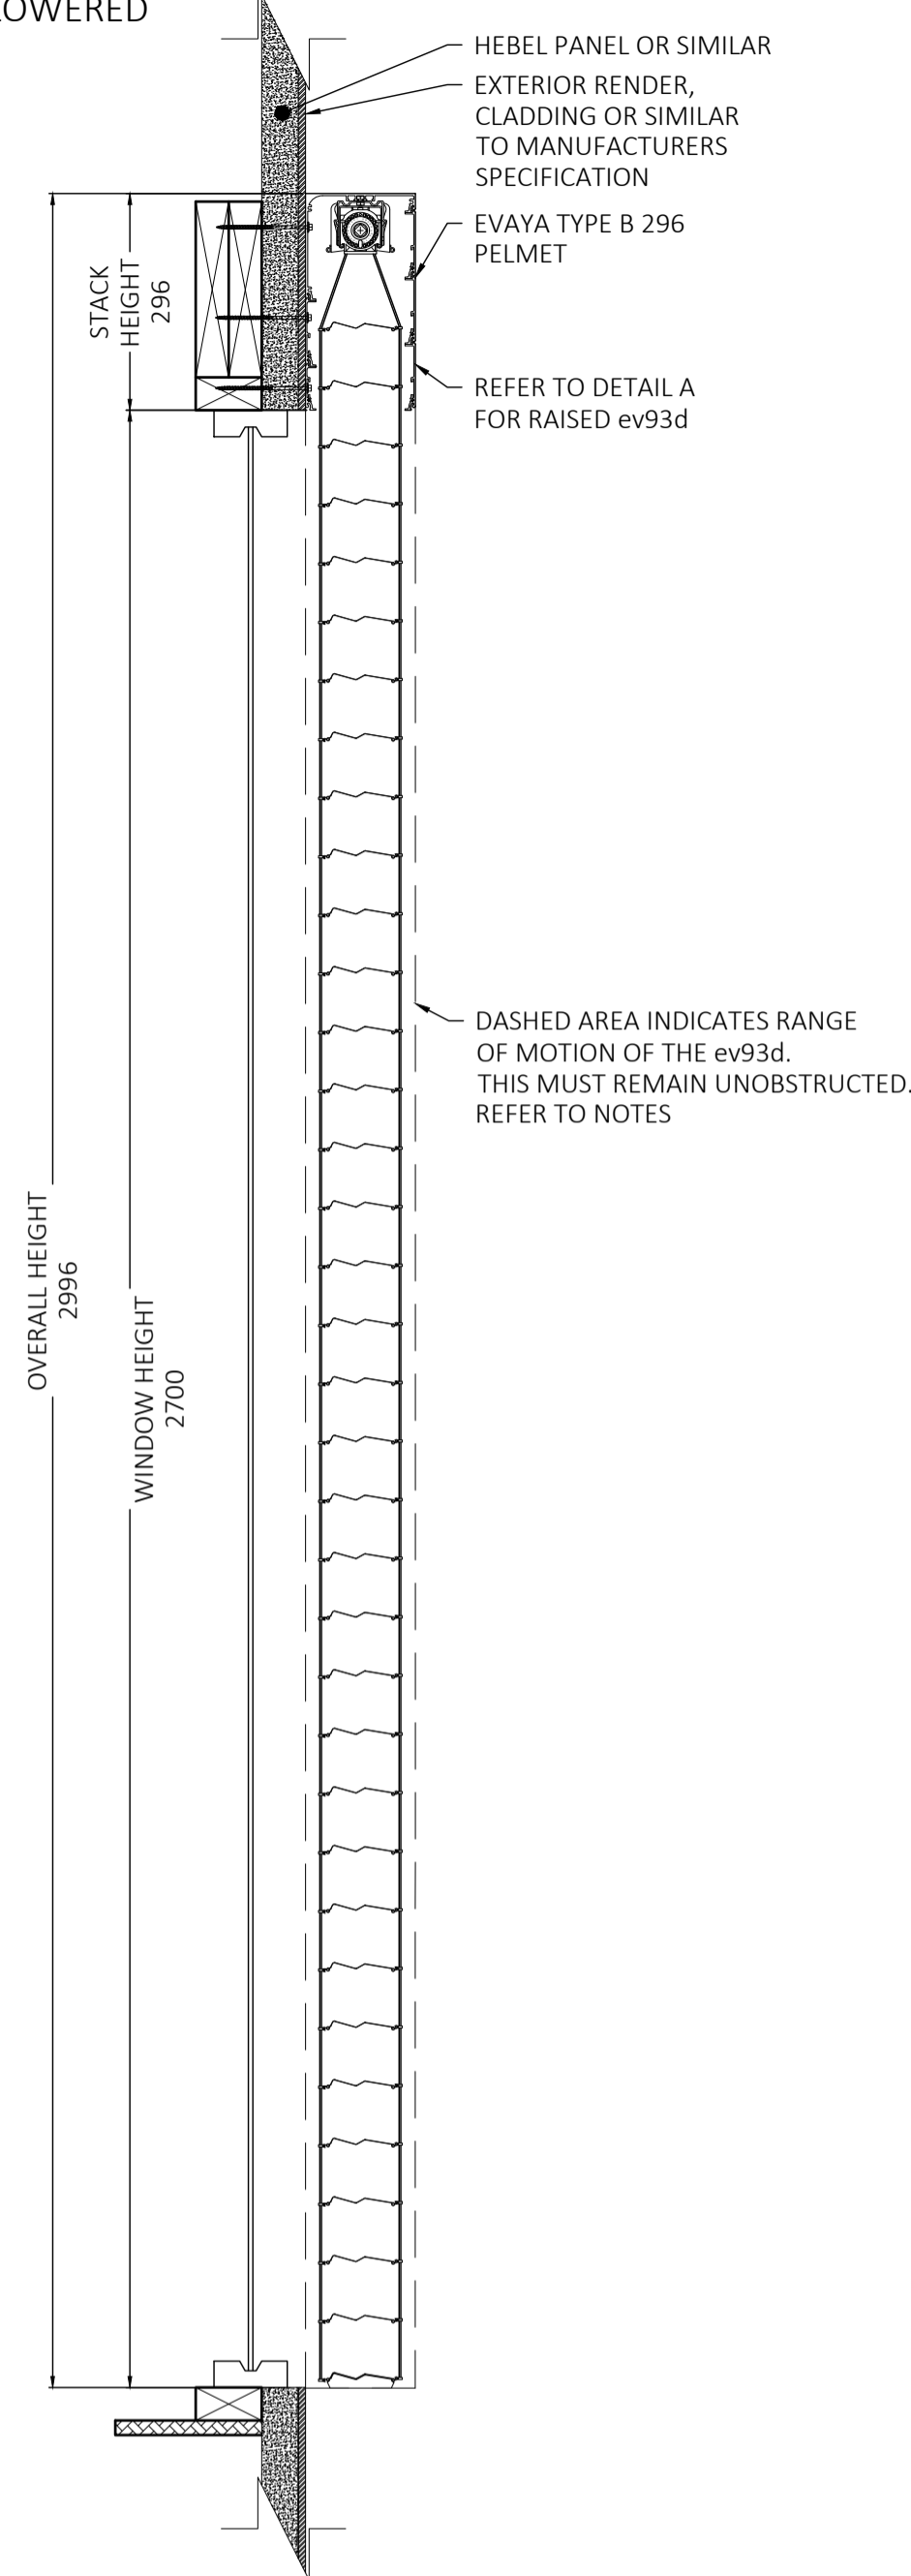 LOWERED
HEBEL PANEL OR SIMILAR
EXTERIOR RENDER,
CLADDING OR SIMILAR
TO MANUFACTURERS
SPECIFICATION
EVAYA TYPE B 296
PELMET
STACK
HEIGHT
296
REFER TO DETAIL A
FOR RAISED ev93d
DASHED AREA INDICATES RANGE
OF MOTION OF THE ev93d.
THIS MUST REMAIN UNOBSTRUCTED.
REFER TO NOTES
OVERALL HEIGHT
2996
WINDOW HEIGHT
2700